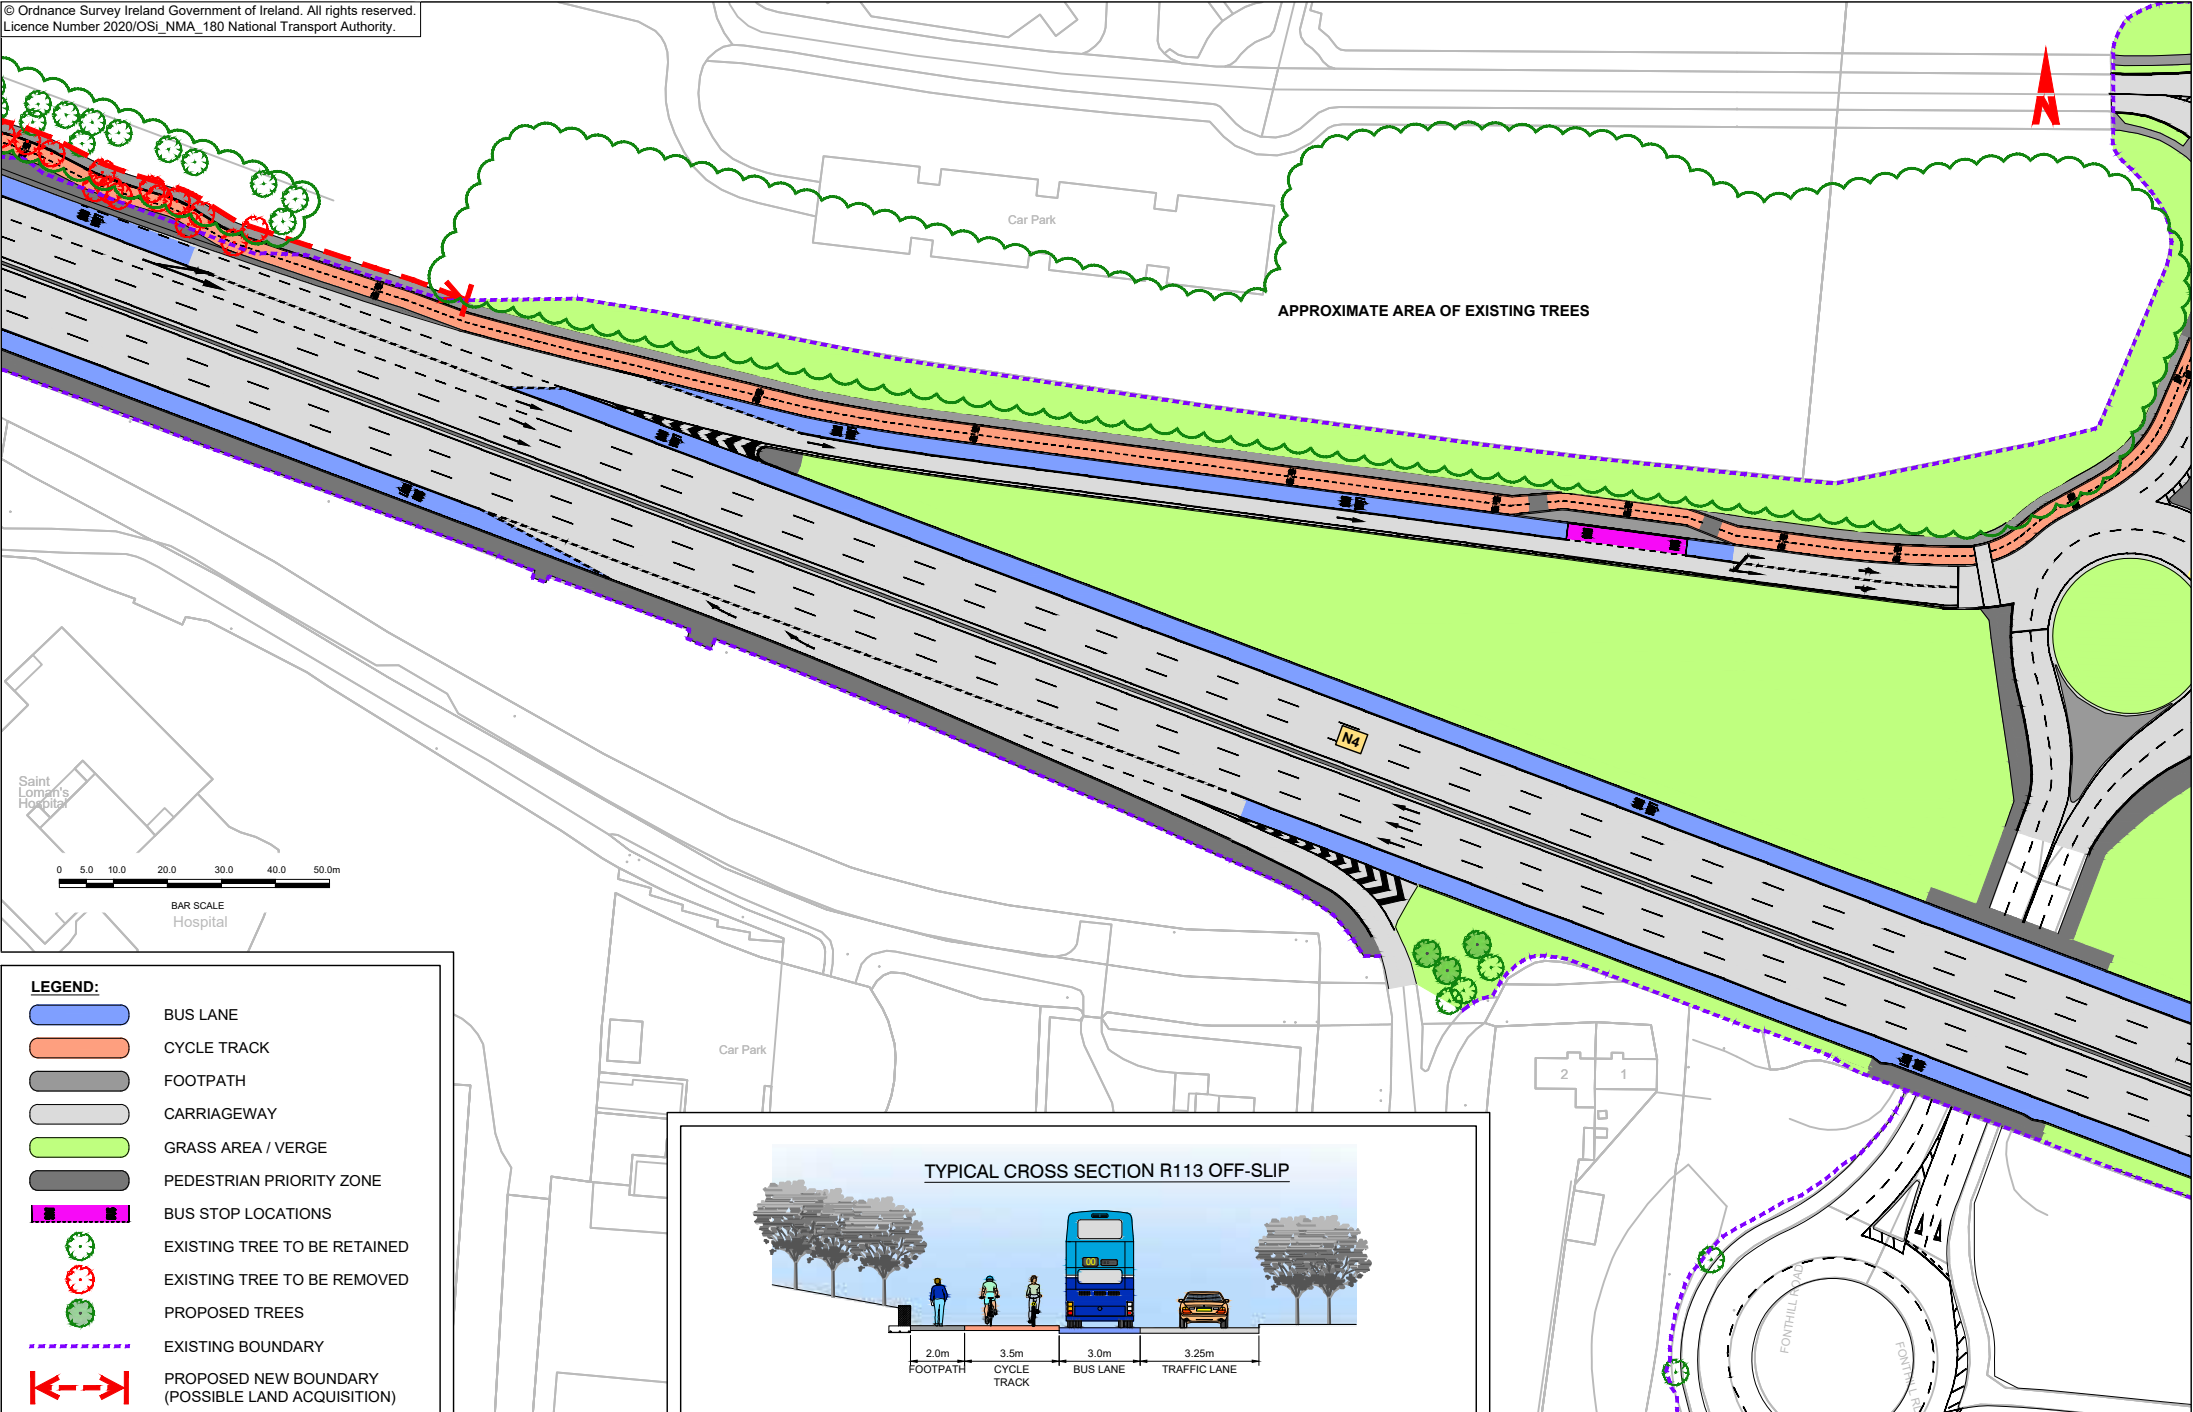 © Ordnance Survey Ireland Government of Ireland. All rights reserved.
Licence Number 2020/OSi_NMA_180 National Transport Authority.
N
Car Park
APPROXIMATE AREA OF EXISTING TREES
N4
Saint
Loman's
Hospital
0 5.0 10.0 20.0 30.0 40.0 50.0m
BAR SCALE
Hospital
Car Park
2 1
FONTHILL ROAD
LEGEND:
BUS LANE
CYCLE TRACK
FOOTPATH
CARRIAGEWAY
GRASS AREA / VERGE
PEDESTRIAN PRIORITY ZONE
BUS STOP LOCATIONS
EXISTING TREE TO BE RETAINED
EXISTING TREE TO BE REMOVED
PROPOSED TREES
EXISTING BOUNDARY
PROPOSED NEW BOUNDARY
(POSSIBLE LAND ACQUISITION)
TYPICAL CROSS SECTION R113 OFF-SLIP
00
2.0m 3.5m 3.0m 3.25m
FOOTPATH CYCLE BUS LANE TRAFFIC LANE
TRACK